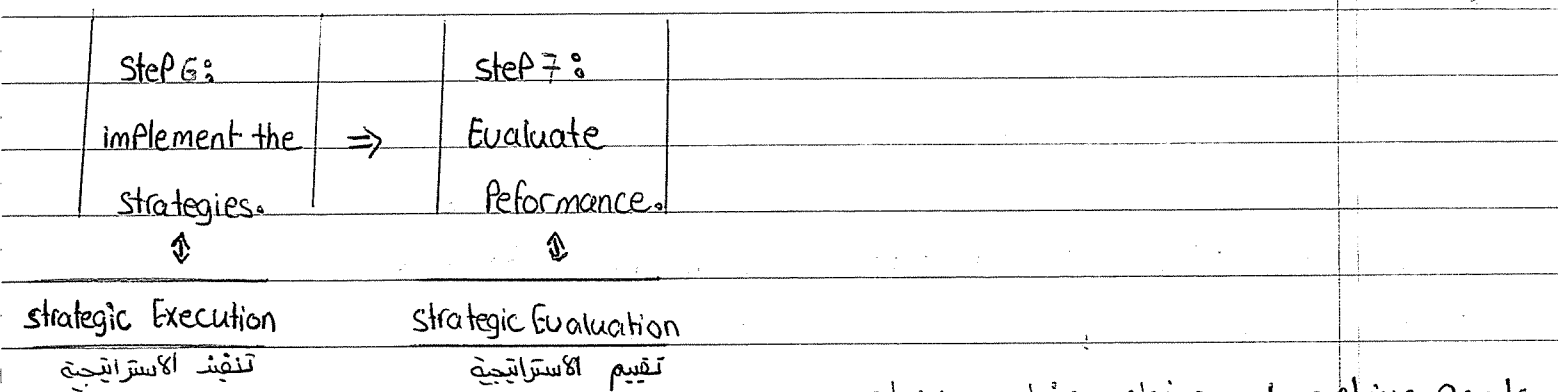 Step 6:
implement the
strategies.
⇒
step 7:
Evaluate
Peformance.
⇕ ⇕
strategic Execution
تنفيذ الاستراتيجية
strategic Evaluation
تقييم الاستراتيجية